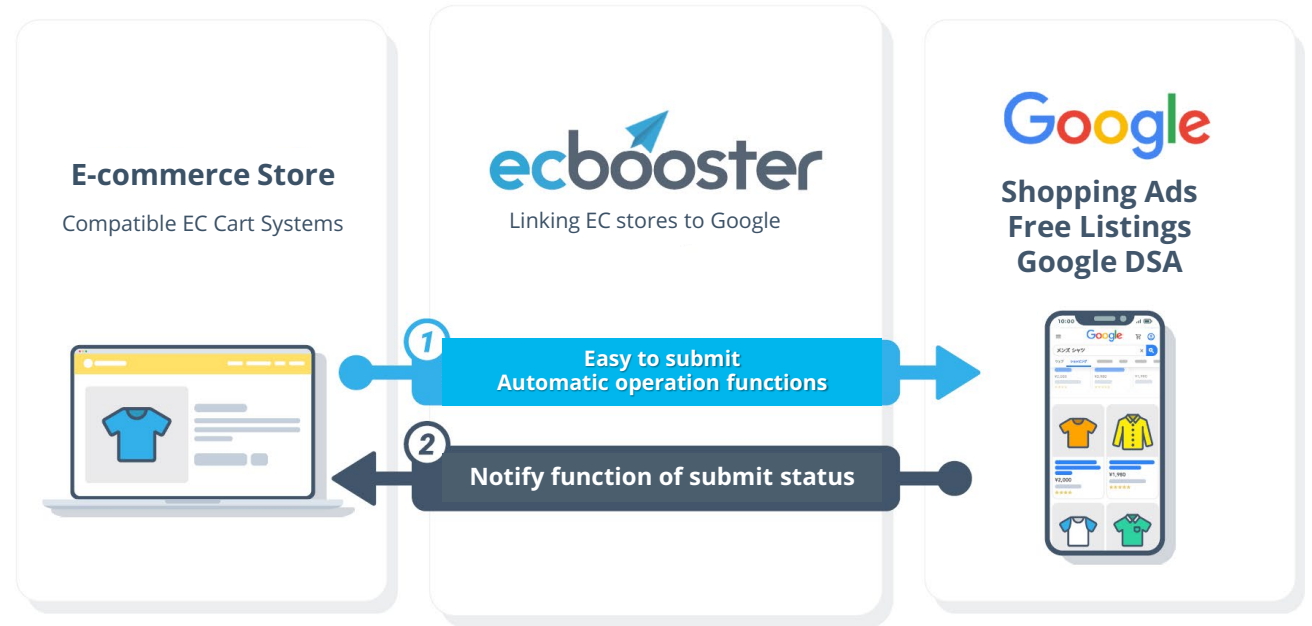 E-commerce Store
Compatible EC Cart Systems
ecbooster
Linking EC stores to Google
Google
Shopping Ads
Free Listings
Google DSA
1
Easy to submit
Automatic operation functions
2
Notify function of submit status
10:00
Google
メンズ シャツ
¥2,000
¥1,980